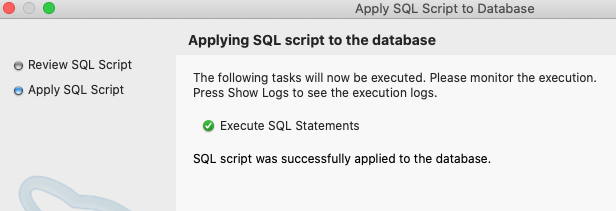 Apply SQL Script to Database
Applying SQL script to the database
Review SQL Script
Apply SQL Script
The following tasks will now be executed. Please monitor the execution.
Press Show Logs to see the execution logs.
Execute SQL Statements
SQL script was successfully applied to the database.